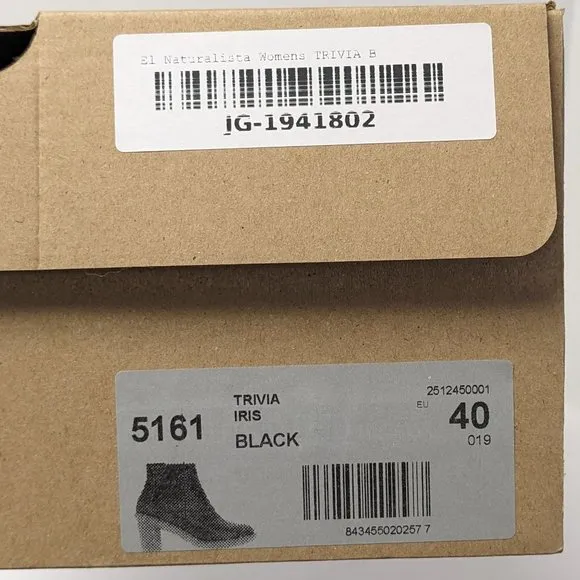 El Naturalista Womens TRIVIA B
JG-1941802
5161
TRIVIA
IRIS
BLACK
2512450001
EU 40
019
843455020257 7